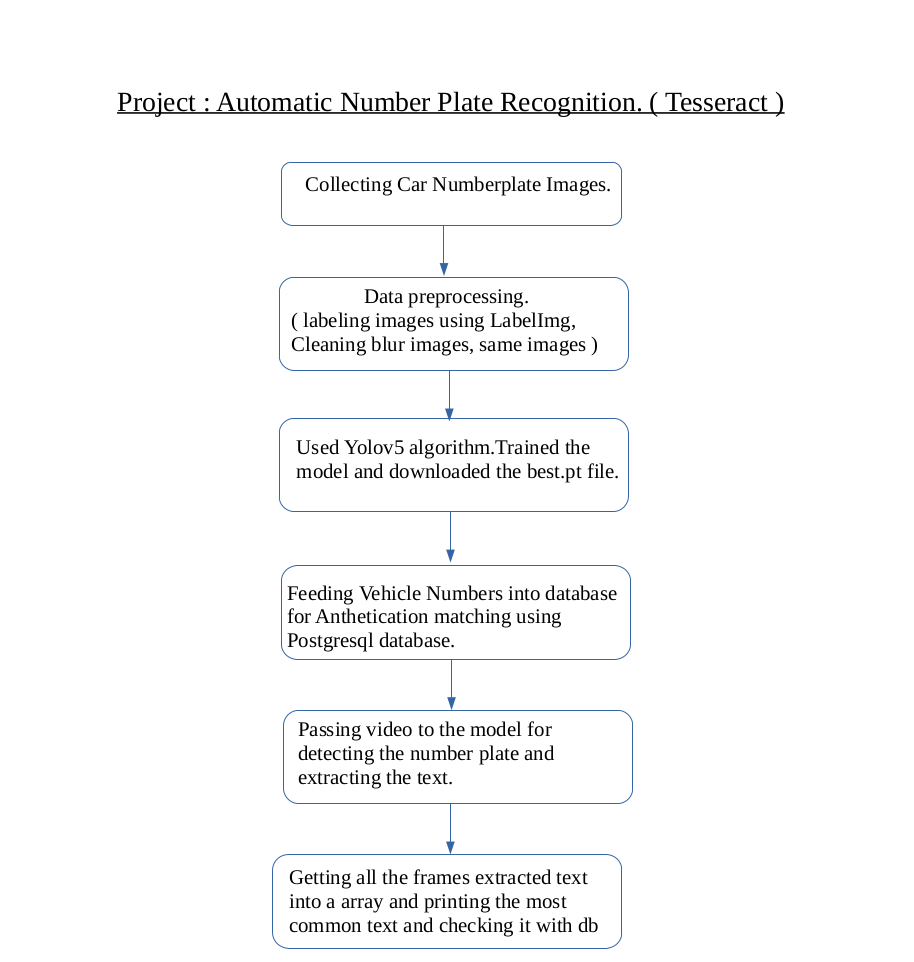 Project : Automatic Number Plate Recognition. ( Tesseract )
Collecting Car Numberplate Images.
Data preprocessing.
( labeling images using LabelImg,
Cleaning blur images, same images )
Used Yolov5 algorithm.Trained the
model and downloaded the best.pt file.
Feeding Vehicle Numbers into database
for Anthetication matching using
Postgresql database.
Passing video to the model for
detecting the number plate and
extracting the text.
Getting all the frames extracted text
into a array and printing the most
common text and checking it with db